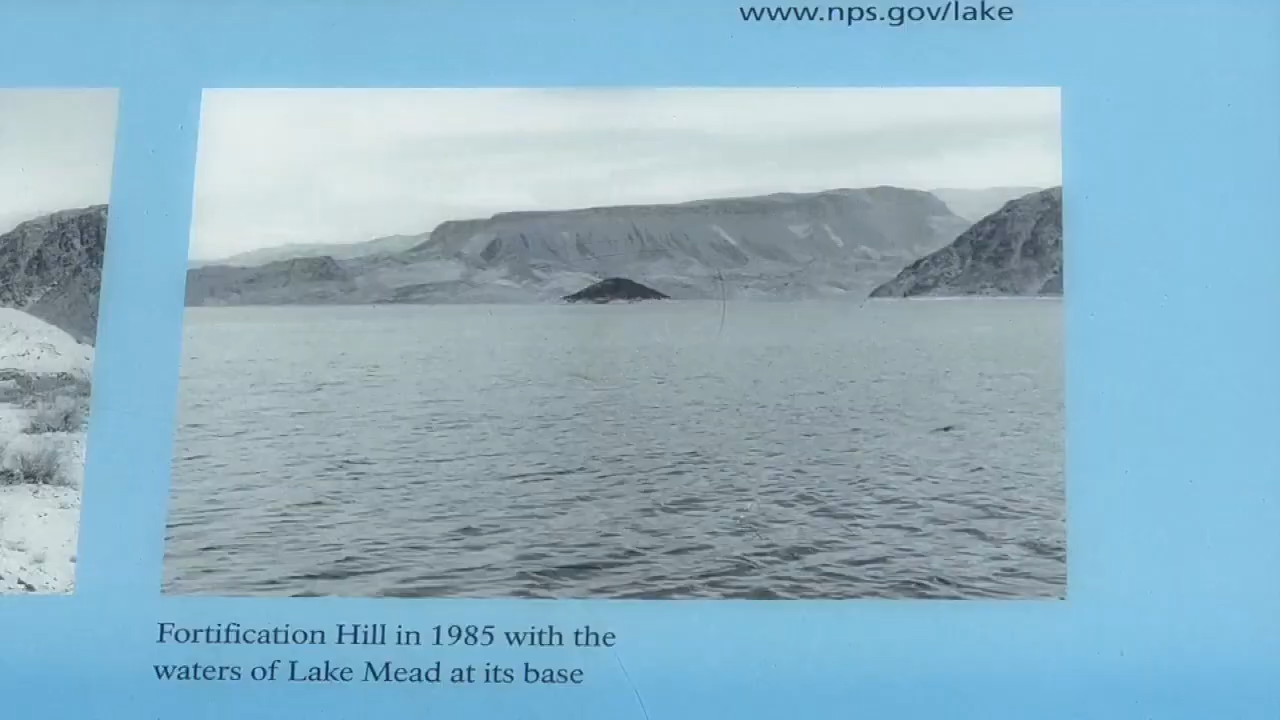 www.nps.gov/lake
Fortification Hill in 1985 with the
waters of Lake Mead at its base